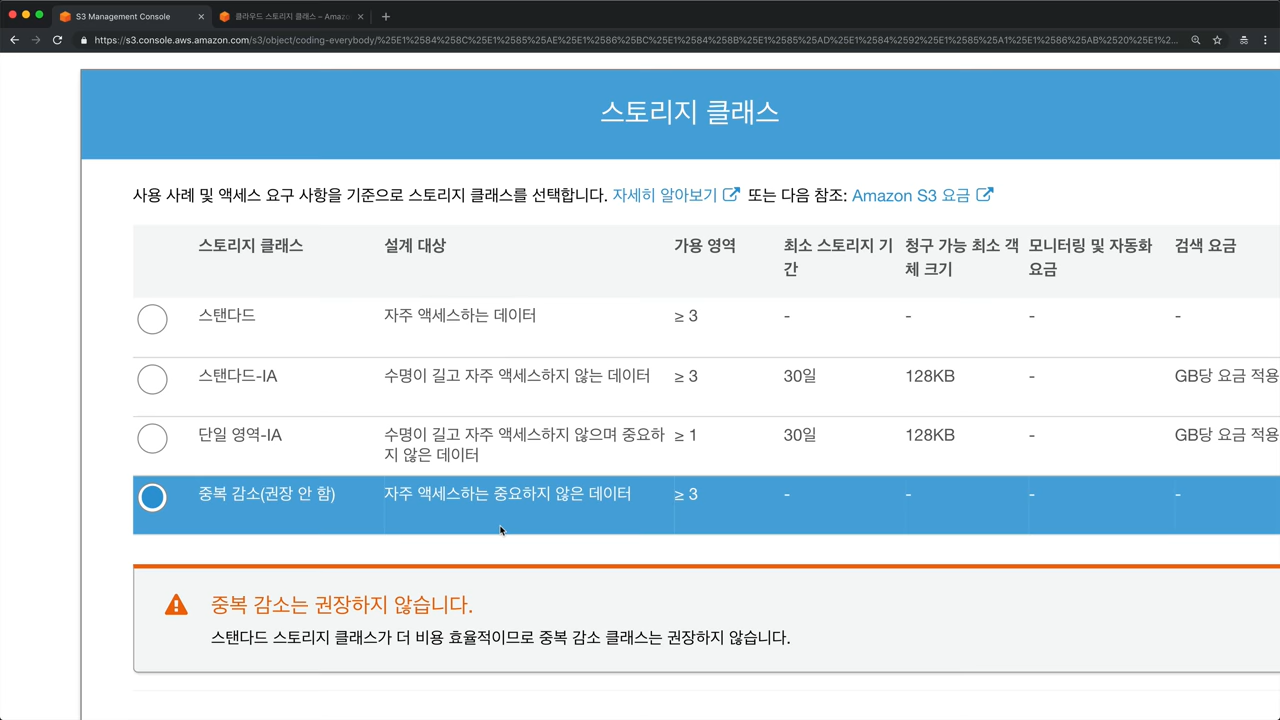 S3 Management Console
클라우드 스토리지 클래스 – Amazo
https://s3.console.aws.amazon.com/s3/object/coding-everybody/%25E1%2584%258C%25E1%2585%25AE%25E1%2586%25BC%25E1%2584%258B%25E1%2585%25AD%25E1%2584%2592%25E1%2585%25A1%25E1%2586%25AB%2520%25E1%2...
스토리지 클래스
사용 사례 및 액세스 요구 사항을 기준으로 스토리지 클래스를 선택합니다. 자세히 알아보기 또는 다음 참조: Amazon S3 요금
스토리지 클래스 설계 대상 가용 영역 최소 스토리지 기간 청구 가능 최소 객체 크기 모니터링 및 자동화 요금 검색 요금
스탠다드 자주 액세스하는 데이터 ≥ 3 - - - -
스탠다드-IA 수명이 길고 자주 액세스하지 않는 데이터 ≥ 3 30일 128KB - GB당 요금 적용
단일 영역-IA 수명이 길고 자주 액세스하지 않으며 중요하지 않은 데이터 ≥ 1 30일 128KB - GB당 요금 적용
중복 감소(권장 안 함) 자주 액세스하는 중요하지 않은 데이터 ≥ 3 - - - -
중복 감소는 권장하지 않습니다.
스탠다드 스토리지 클래스가 더 비용 효율적이므로 중복 감소 클래스는 권장하지 않습니다.